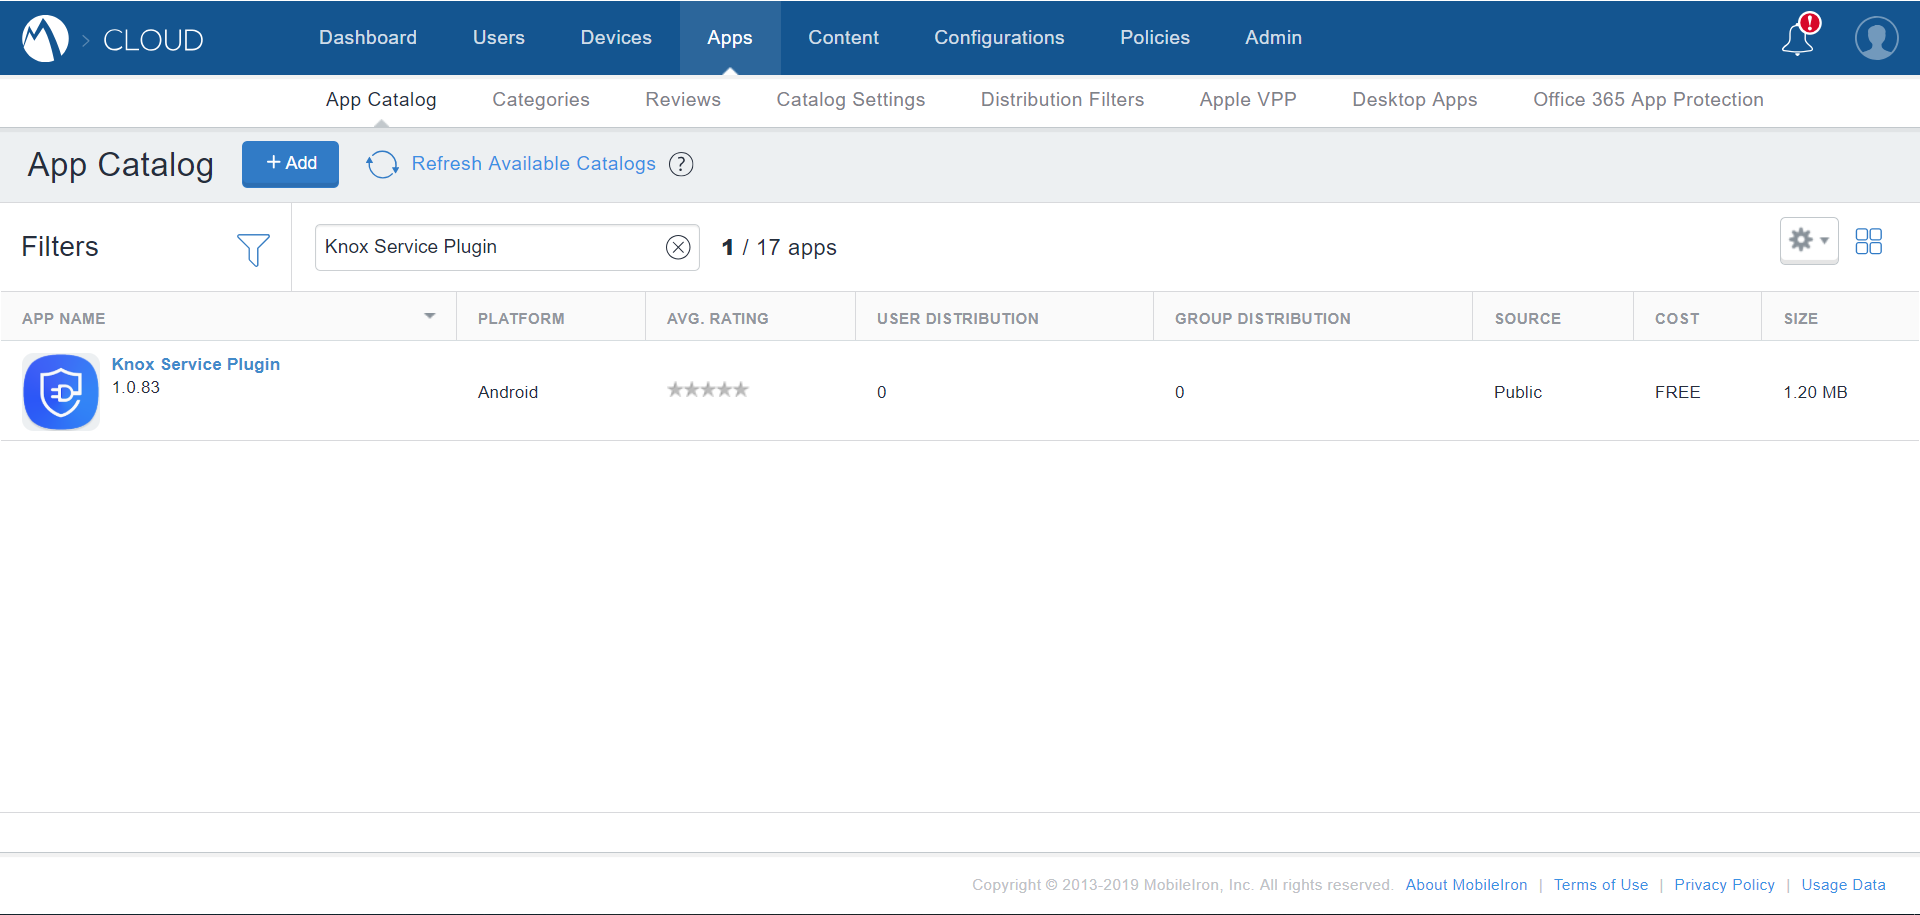 CLOUD
Dashboard Users Devices Apps Content Configurations Policies Admin
App Catalog Categories Reviews Catalog Settings Distribution Filters Apple VPP Desktop Apps Office 365 App Protection
App Catalog + Add Refresh Available Catalogs ?
Filters Knox Service Plugin 1 / 17 apps
APP NAME PLATFORM AVG. RATING USER DISTRIBUTION GROUP DISTRIBUTION SOURCE COST SIZE
Knox Service Plugin
1.0.83
Android 0 0 Public FREE 1.20 MB
Copyright © 2013-2019 MobileIron, Inc. All rights reserved. About MobileIron | Terms of Use | Privacy Policy | Usage Data